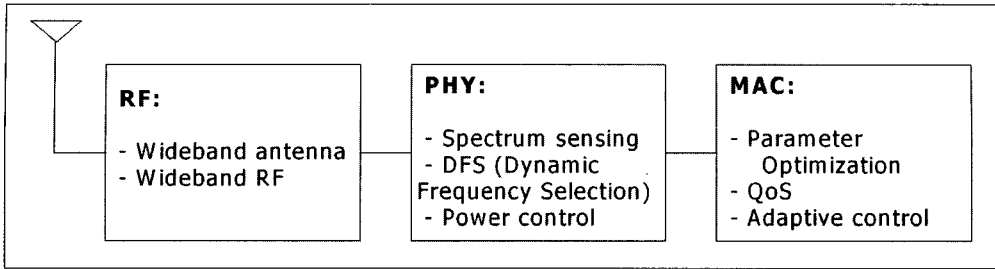 RF:
- Wideband antenna
- Wideband RF
PHY:
- Spectrum sensing
- DFS (Dynamic
Frequency Selection)
- Power control
MAC:
- Parameter
Optimization
- QoS
- Adaptive control